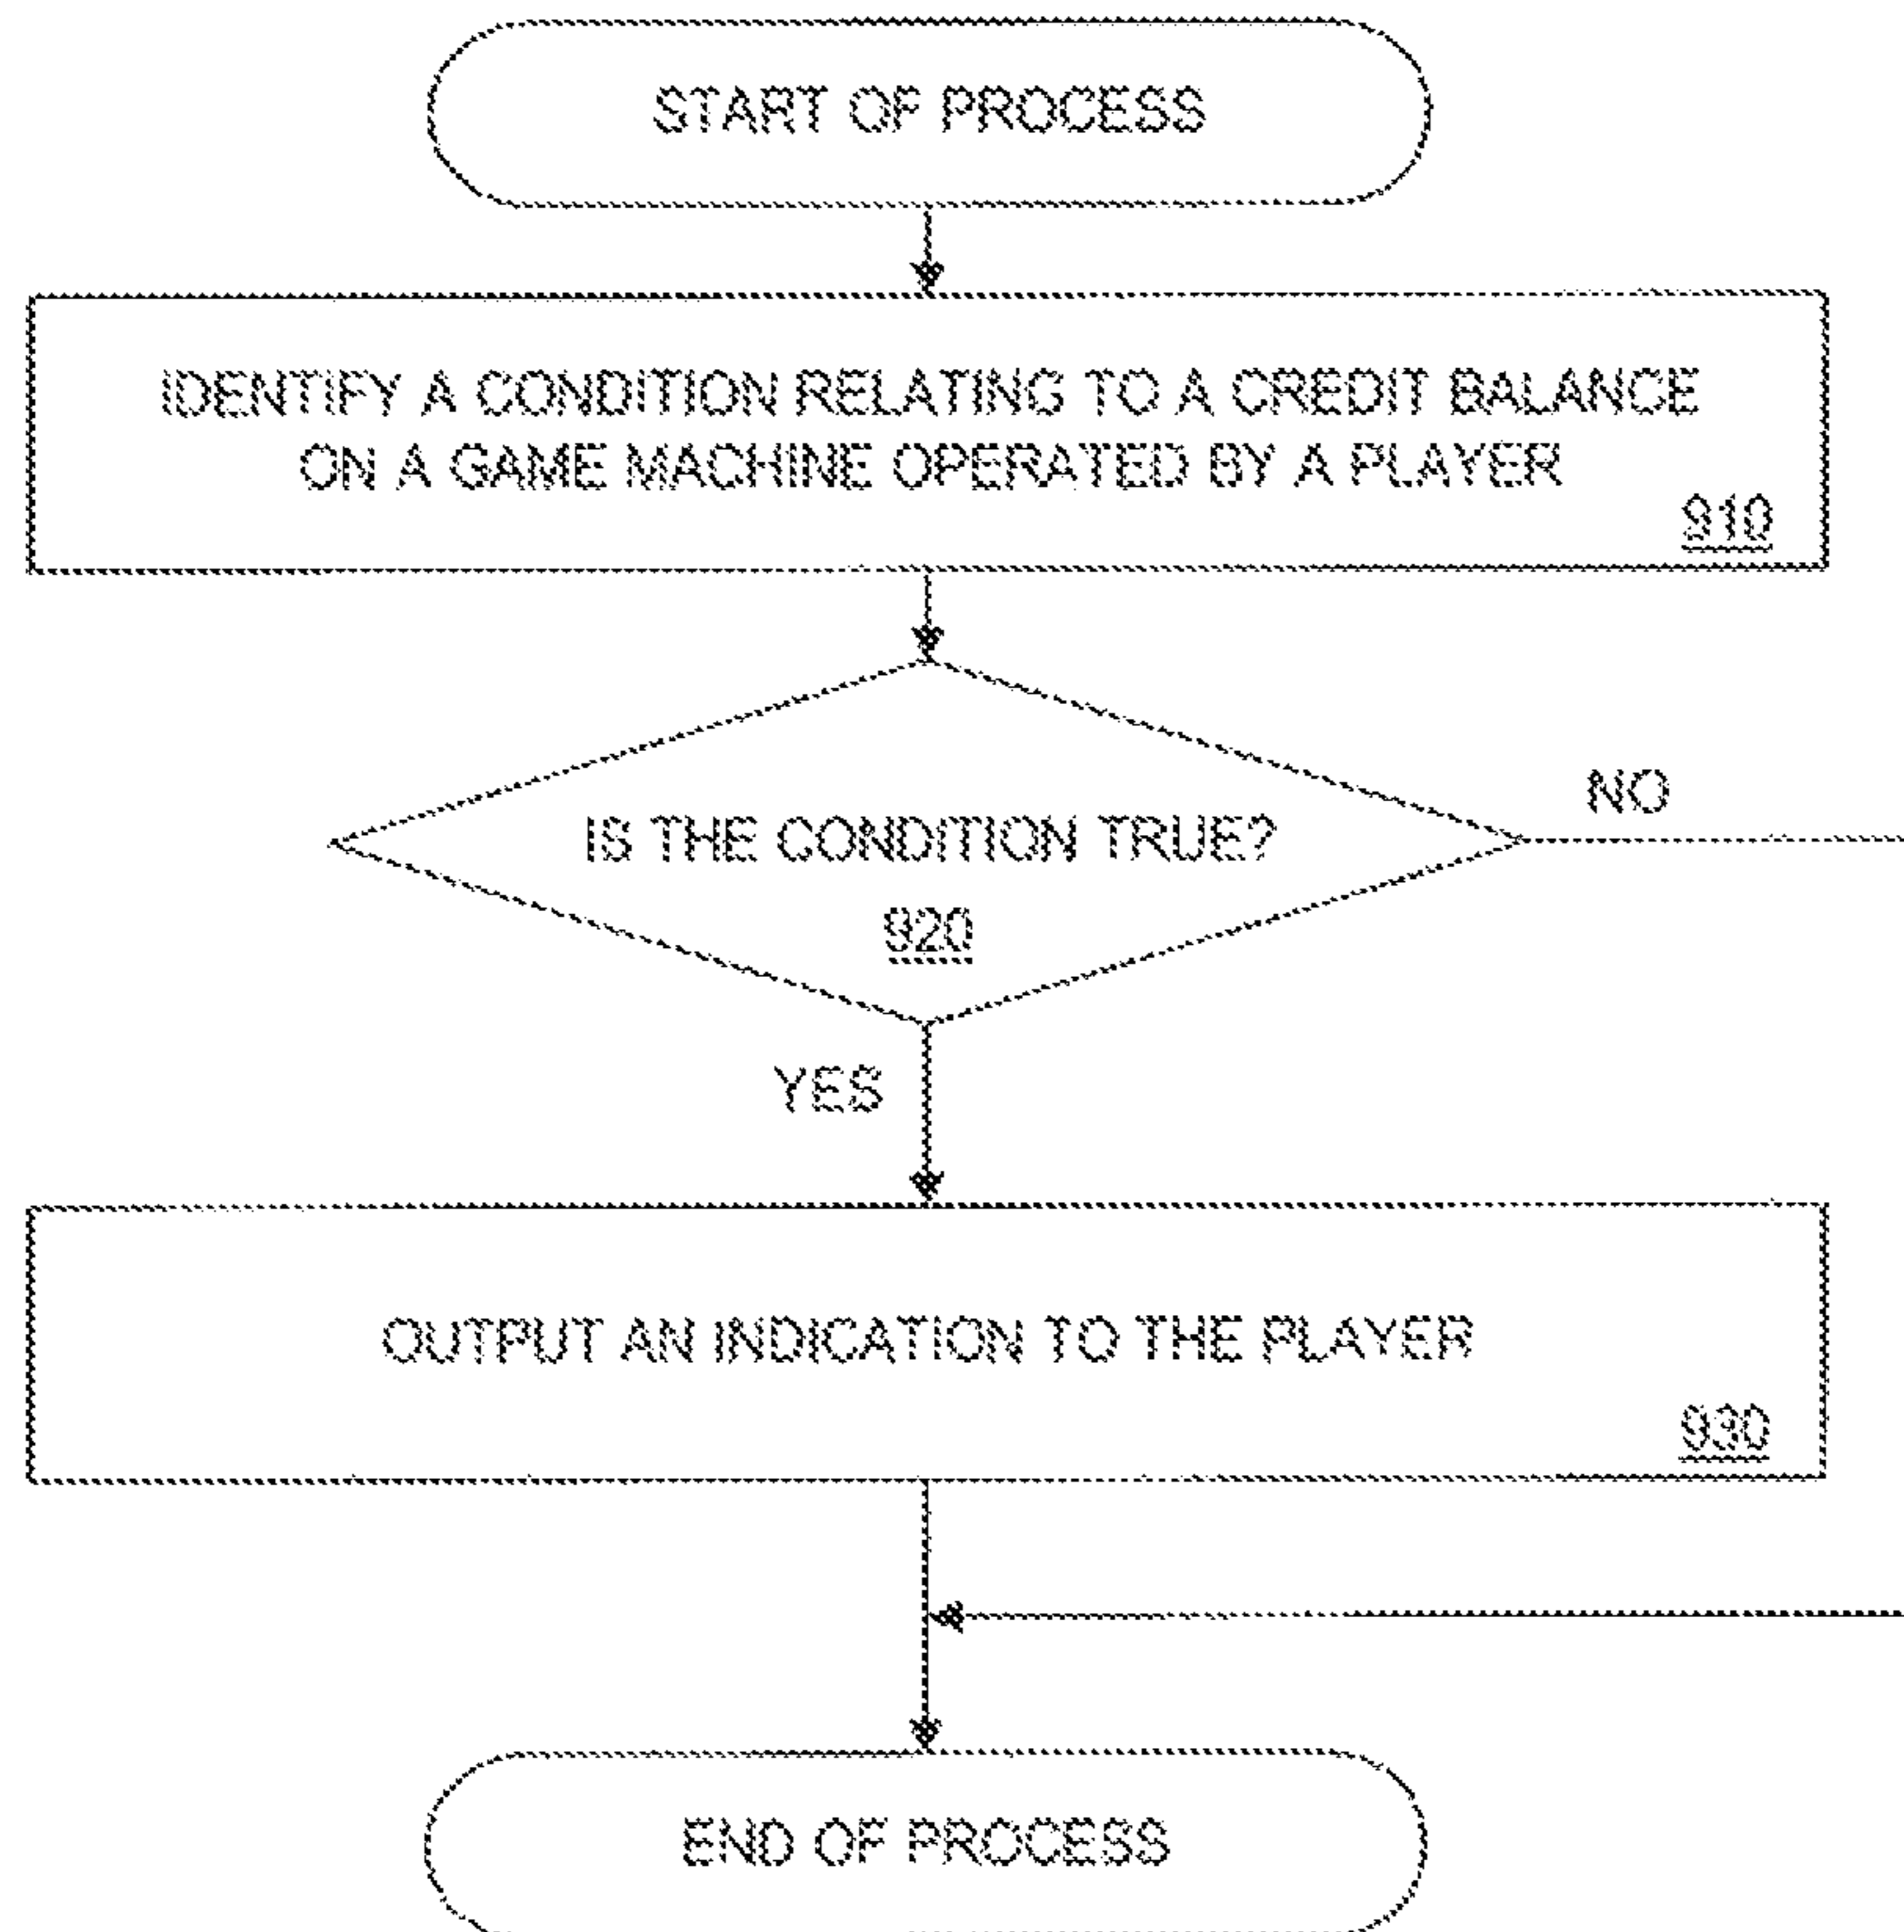 START OF PROCESS
IDENTIFY A CONDITION RELATING TO A CREDIT BALANCE
ON A GAME MACHINE OPERATED BY A PLAYER
910
NO
IS THE CONDITION TRUE?
920
YES
OUTPUT AN INDICATION TO THE PLAYER
930
END OF PROCESS